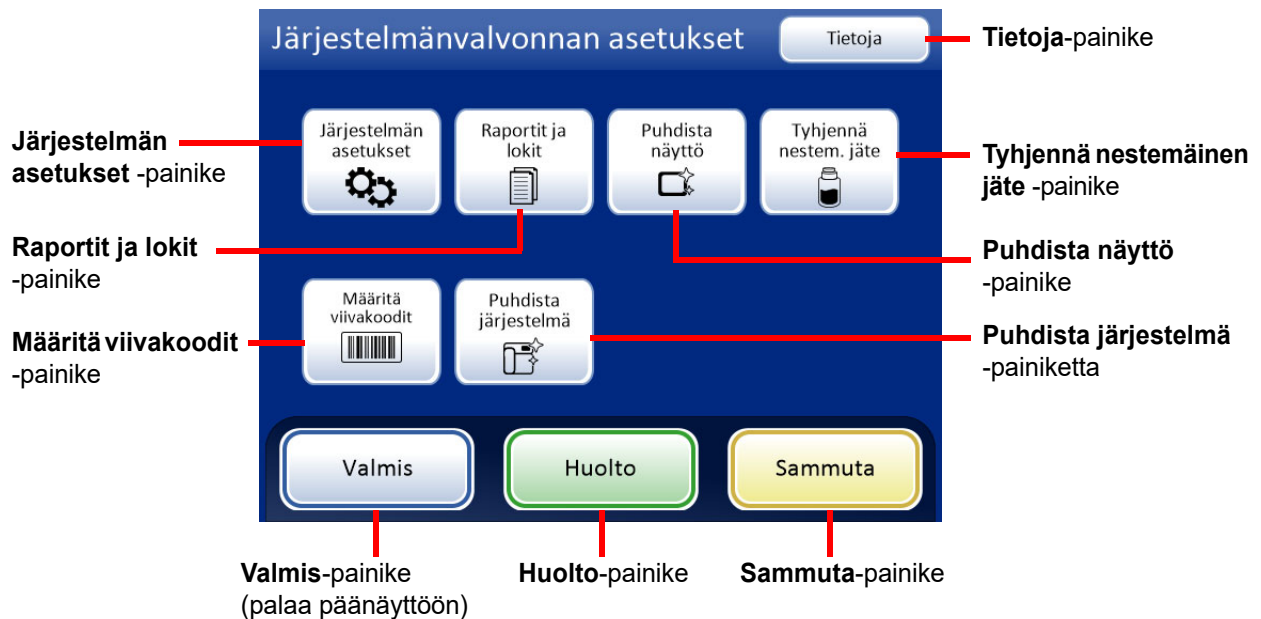 Järjestelmänvalvonnan asetukset
Tietoja
Tietoja-painike
Järjestelmän
asetukset
Raportit ja
lokit
Puhdista
näyttö
Tyhjennä
nestem. jäte
Järjestelmän
asetukset -painike
Tyhjennä nestemäinen
jäte -painike
Raportit ja lokit
-painike
Puhdista näyttö
-painike
Määritä
viivakoodit
Puhdista
järjestelmä
Määritä viivakoodit
-painike
Puhdista järjestelmä
-painiketta
Valmis
Huolto
Sammuta
Valmis-painike
(palaa päänäyttöön)
Huolto-painike
Sammuta-painike